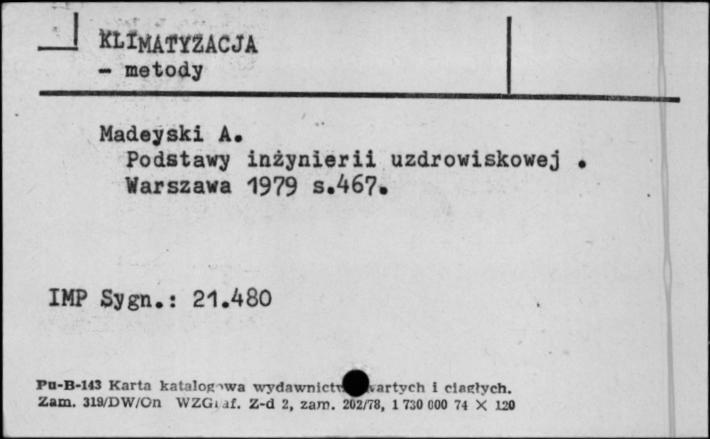 KLIMATYZACJA
- metody
Madeyski A.
Podstawy inżynierii uzdrowiskowej .
Warszawa 1979 s.467.
IMP Sygn.: 21.480
Pu-B-143 Karta katalogowa wydawnictw zwartych i ciągłych.
Zam. 319/DW/On WZGraf. Z-d 2, zam. 202/78, 1 730 000 74 X 120